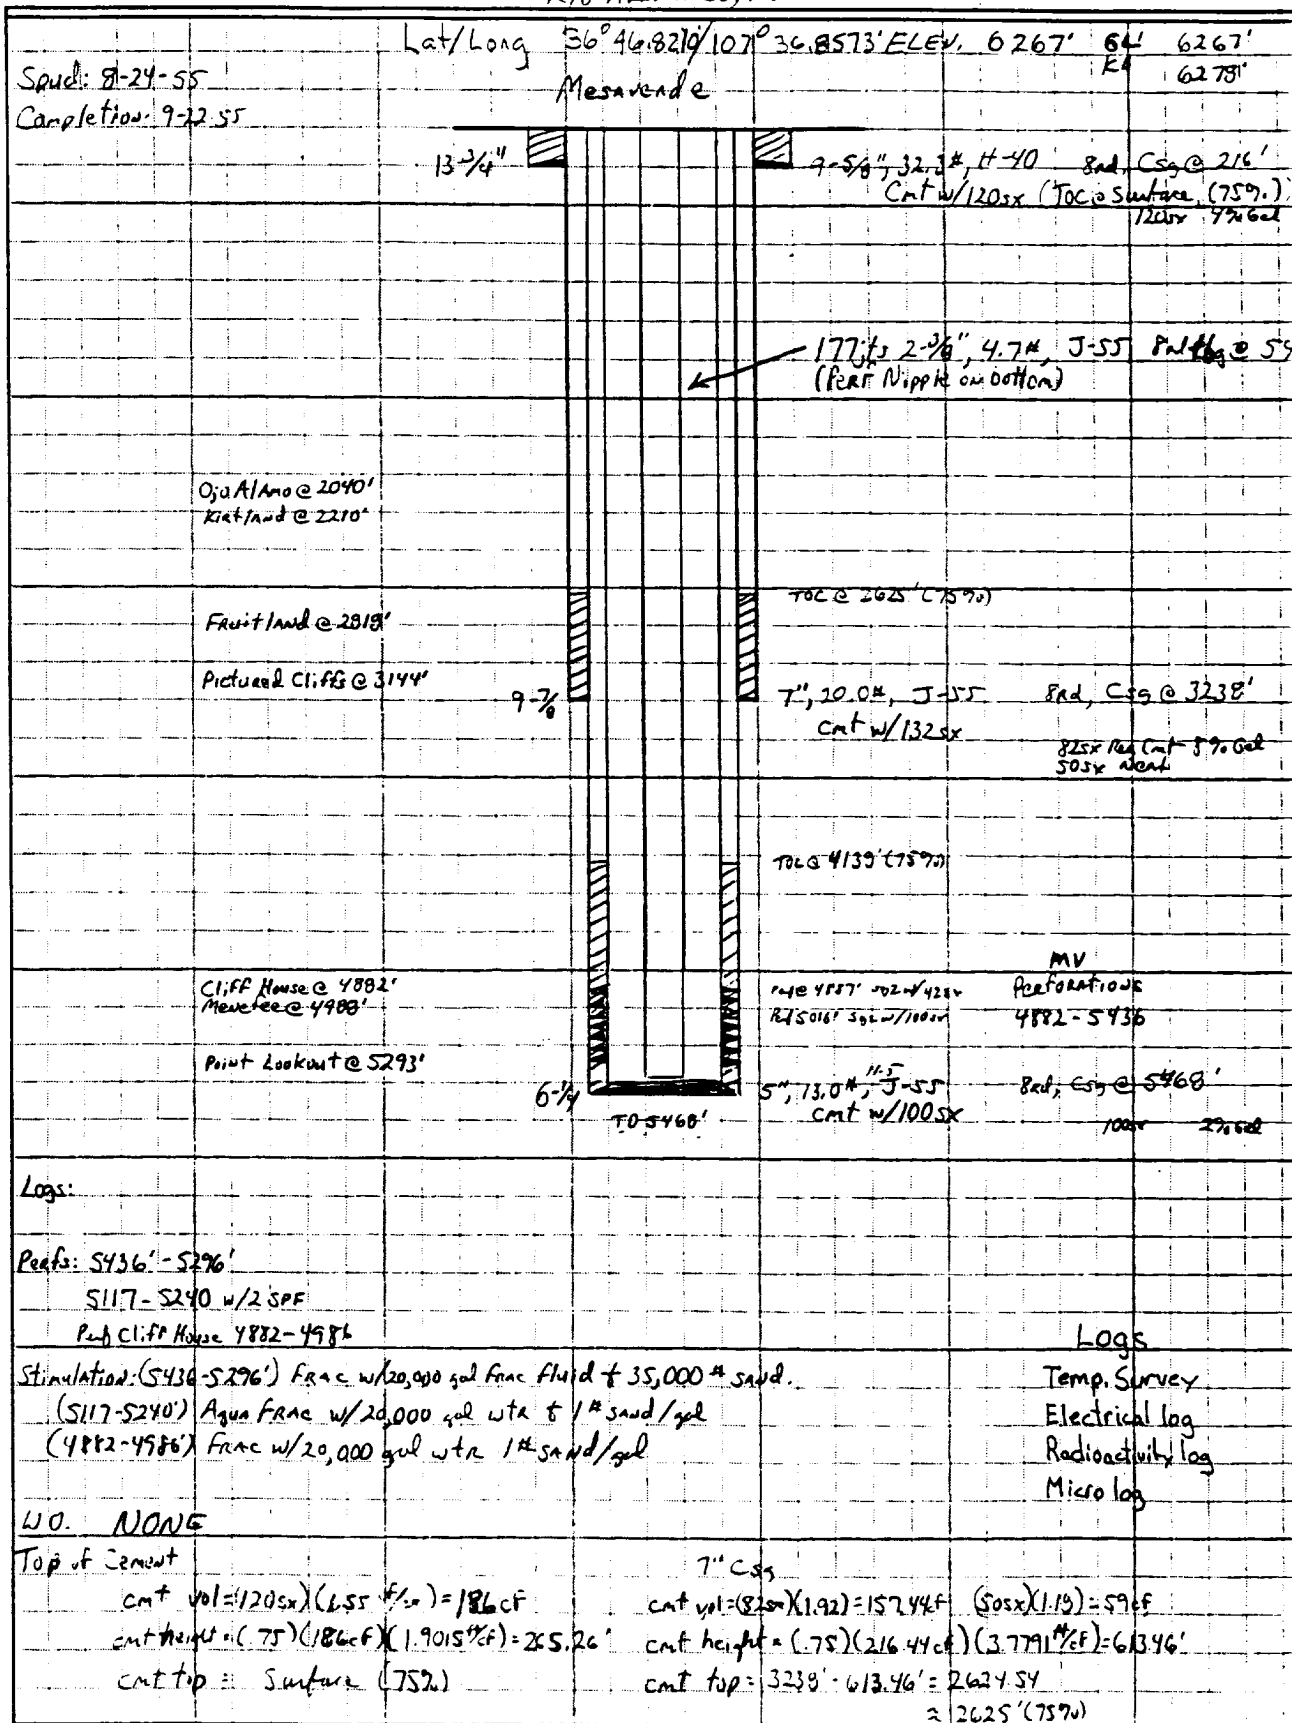 Lat/Long 36° 46.8210'/107° 36.8573' ELEV. 6267' GL 6267'
KB 6278'
Spud: 8-24-55
Mesaverde
Completion: 9-22-55
13-3/4"
9-5/8", 32.3#, H-40 8rd, Csg @ 216'
Cmt w/120sx (TOC @ Surface, (75%)
120sx 4% Gel
177jts 2-3/8", 4.7#, J-55 8rd tbg @ 54
(Perf Nipple on bottom)
Ojo Alamo @ 2040'
Kirtland @ 2210'
TOC @ 2625' (75%)
Fruitland @ 2818'
Pictured Cliffs @ 3144'
9-7/8
7", 20.0#, J-55 8rd, Csg @ 3238'
Cmt w/132sx
82sx Reg Cmt 8% Gel
50sx Neat
TOC @ 4139' (75%)
MV
Cliff House @ 4882'
Perforations
Menefee @ 4988'
4882-5436
Perf 5016' sqz w/100sx
Point Lookout @ 5293'
6-1/4
5", 13.0#, J-55 8rd, Csg @ 5468'
TD 5468'
cmt w/100sx
100sx 2% Gel
Logs:
Perfs: 5436'-5296'
5117-5240 w/2 SPF
Perf Cliff House 4882-4986
Logs
Stimulation: (5436-5296') Frac w/20,000 gal frac fluid & 35,000# sand.
Temp. Survey
(5117-5240') Aqua Frac w/20,000 gal wtr & 1# sand/gal
Electrical log
(4882-4986') Frac w/20,000 gal wtr 1# sand/gal
Radioactivity log
Micro log
W.O. NONE
Top of Cement
cmt vol=(120sx)(1.55 cf/sx)=186cf
cmt height=(.75)(186cf)(1.9015 ft/cf)=265.26'
cmt top = Surface (75%)
7" Csg
cmt vol=(82sx)(1.92)=157.44cf (50sx)(1.18)=59cf
cmt height=(.75)(216.44cf)(3.7791 ft/cf)=613.46'
cmt top=3238'-613.46'=2624.54
≈ 2625' (75%)